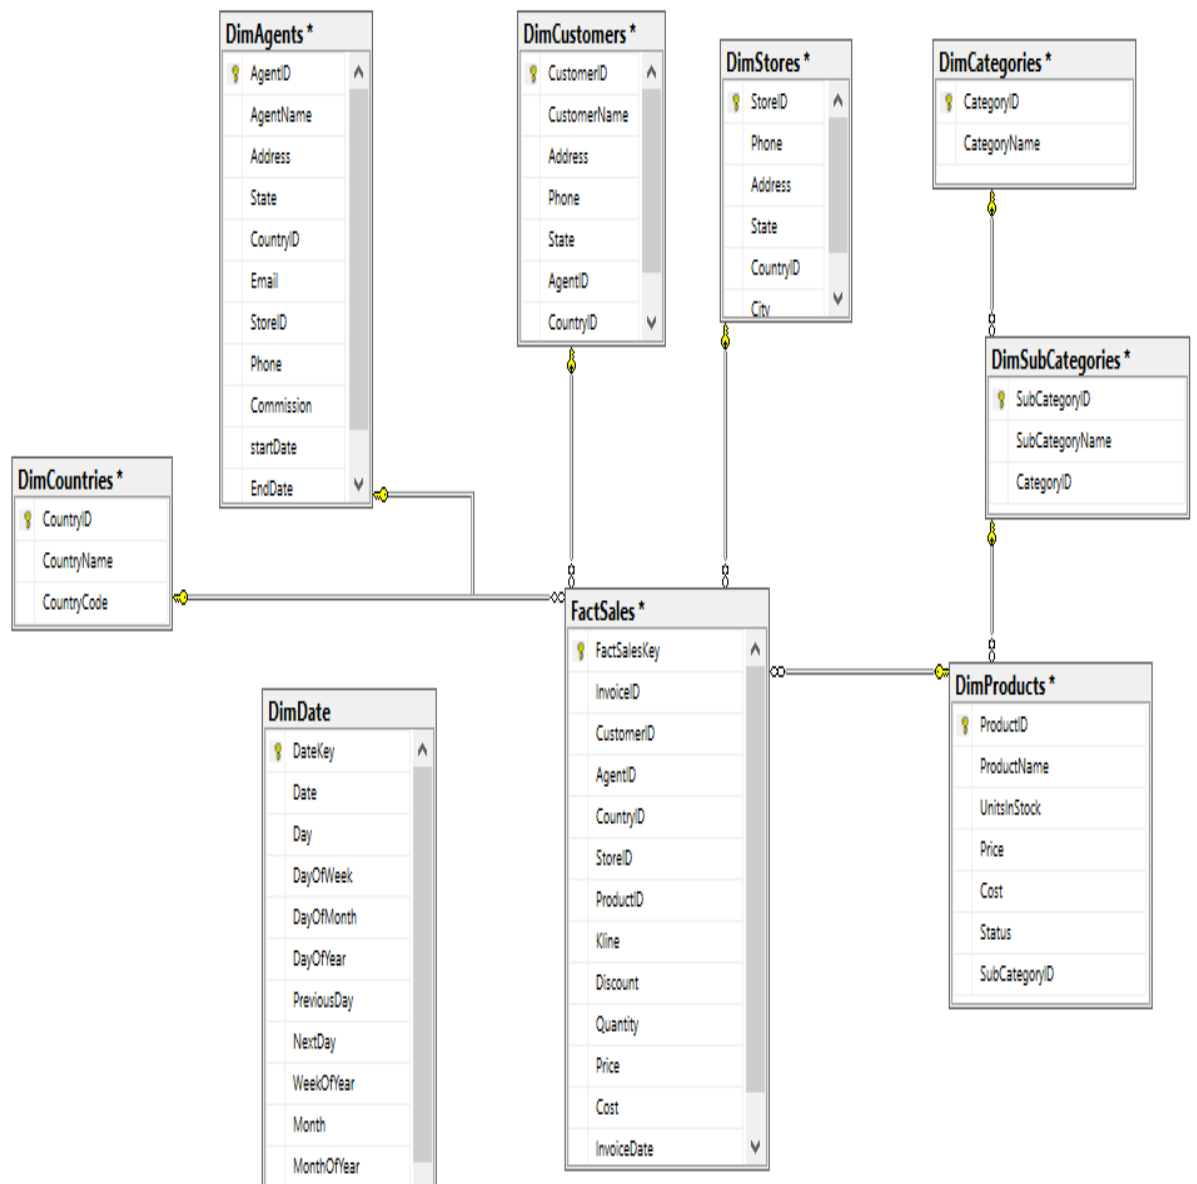 DimAgents *
AgentID
AgentName
Address
State
CountryID
Email
StoreID
Phone
Commission
startDate
EndDate
DimCustomers *
CustomerID
CustomerName
Address
Phone
State
AgentID
CountryID
DimStores *
StoreID
Phone
Address
State
CountryID
City
DimCategories *
CategoryID
CategoryName
DimSubCategories *
SubCategoryID
SubCategoryName
CategoryID
DimCountries *
CountryID
CountryName
CountryCode
FactSales *
FactSalesKey
InvoiceID
CustomerID
AgentID
CountryID
StoreID
ProductID
Kline
Discount
Quantity
Price
Cost
InvoiceDate
DimProducts *
ProductID
ProductName
UnitsInStock
Price
Cost
Status
SubCategoryID
DimDate
DateKey
Date
Day
DayOfWeek
DayOfMonth
DayOfYear
PreviousDay
NextDay
WeekOfYear
Month
MonthOfYear